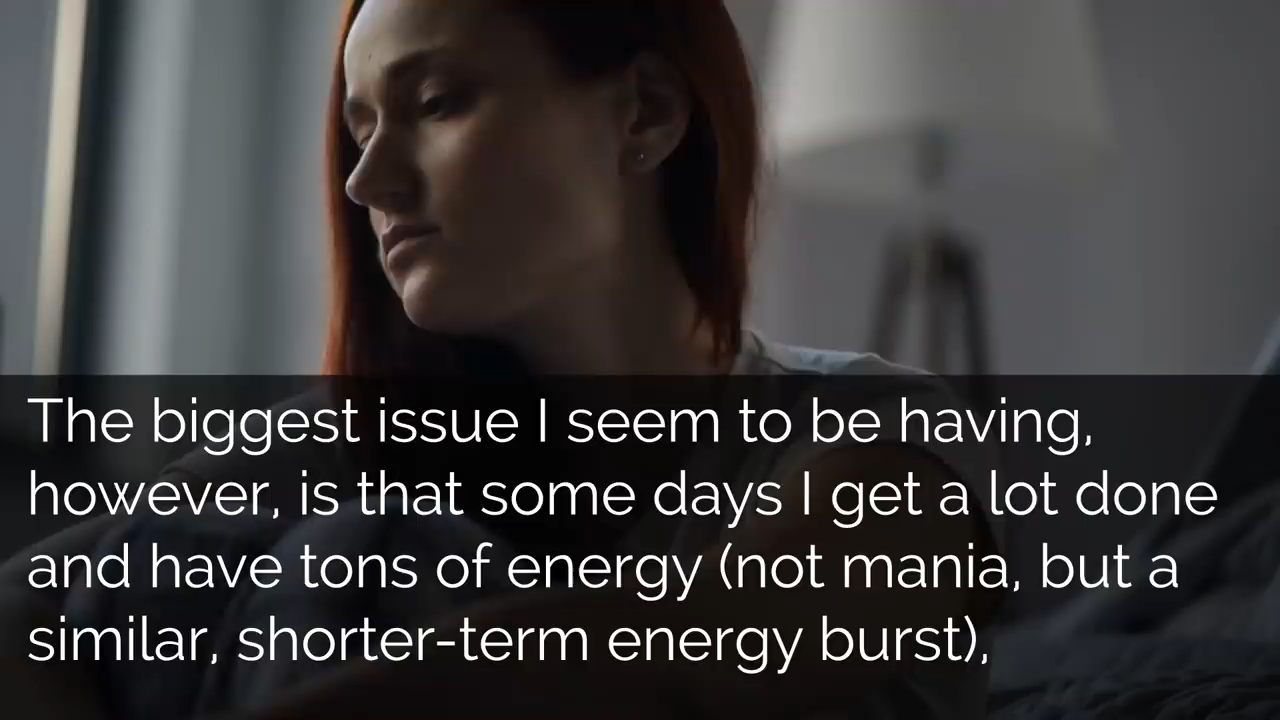 The biggest issue I seem to be having,
however, is that some days I get a lot done
and have tons of energy (not mania, but a
similar, shorter-term energy burst),